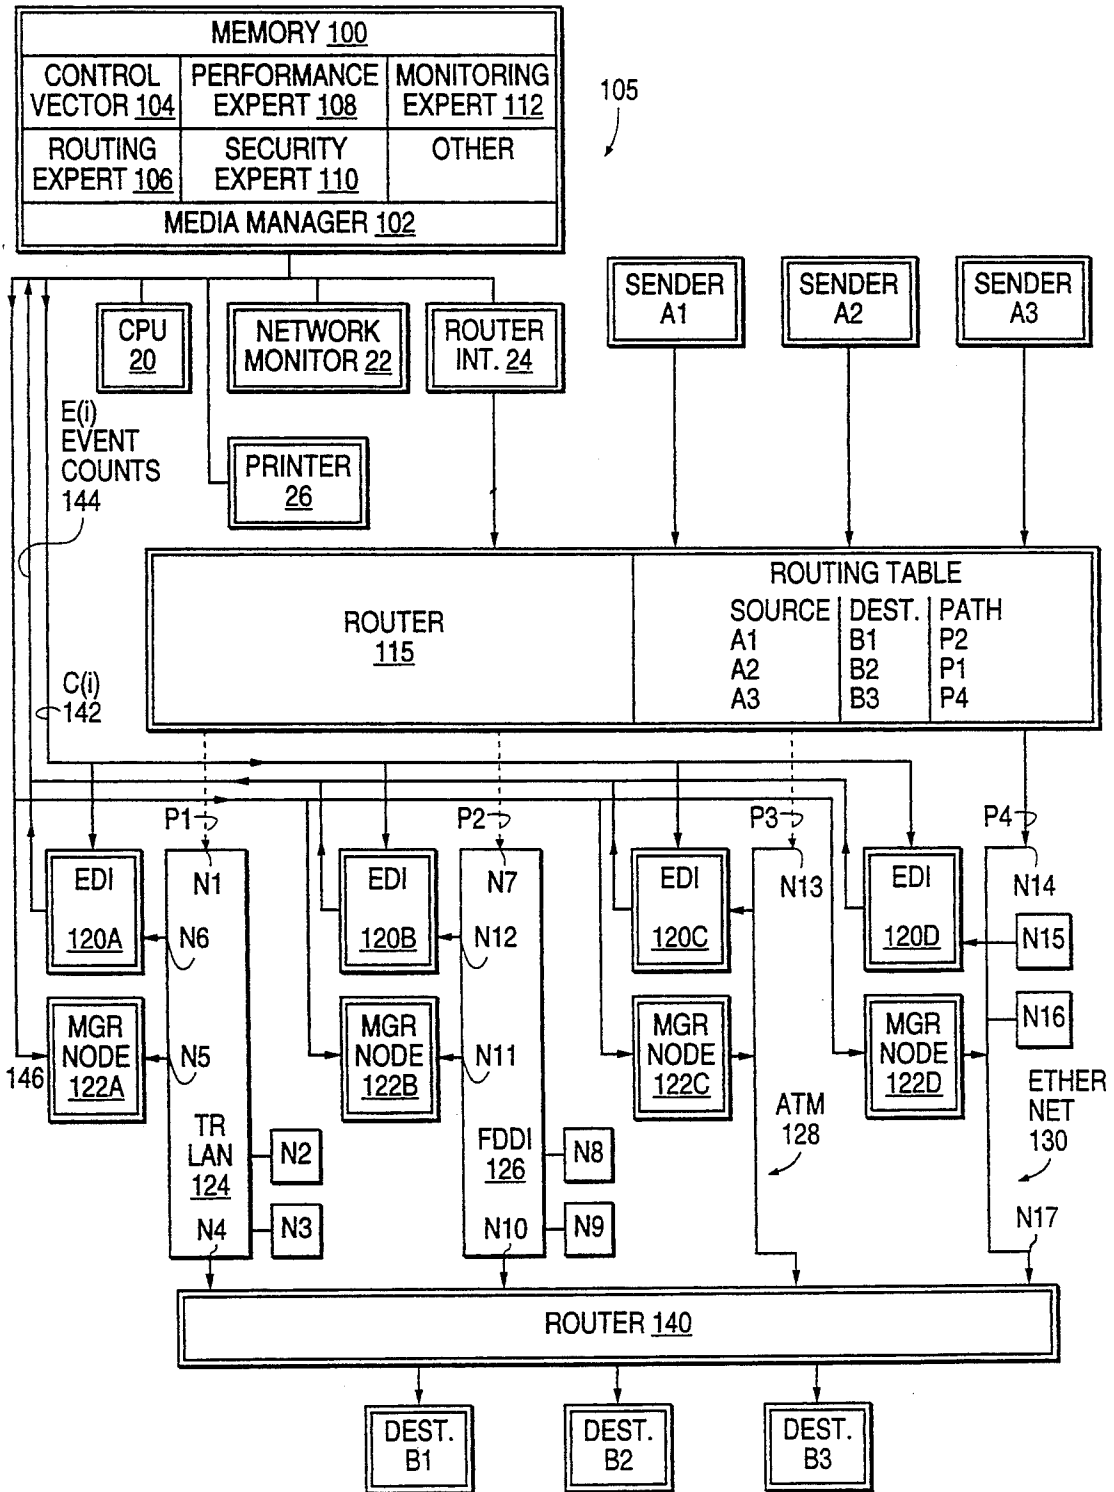 MEMORY 100
CONTROL VECTOR 104
PERFORMANCE EXPERT 108
MONITORING EXPERT 112
ROUTING EXPERT 106
SECURITY EXPERT 110
OTHER
MEDIA MANAGER 102
105
CPU 20
NETWORK MONITOR 22
ROUTER INT. 24
SENDER A1
SENDER A2
SENDER A3
E(i) EVENT COUNTS 144
PRINTER 26
ROUTER 115
ROUTING TABLE
SOURCE DEST. PATH
A1 B1 P2
A2 B2 P1
A3 B3 P4
C(i) 142
P1
P2
P3
P4
EDI 120A
N1
N6
EDI 120B
N7
N12
EDI 120C
N13
EDI 120D
N14
N15
MGR NODE 122A
N5
146
MGR NODE 122B
N11
MGR NODE 122C
MGR NODE 122D
N16
TR LAN 124
N2
N3
N4
FDDI 126
N8
N9
N10
ATM 128
ETHER NET 130
N17
ROUTER 140
DEST. B1
DEST. B2
DEST. B3